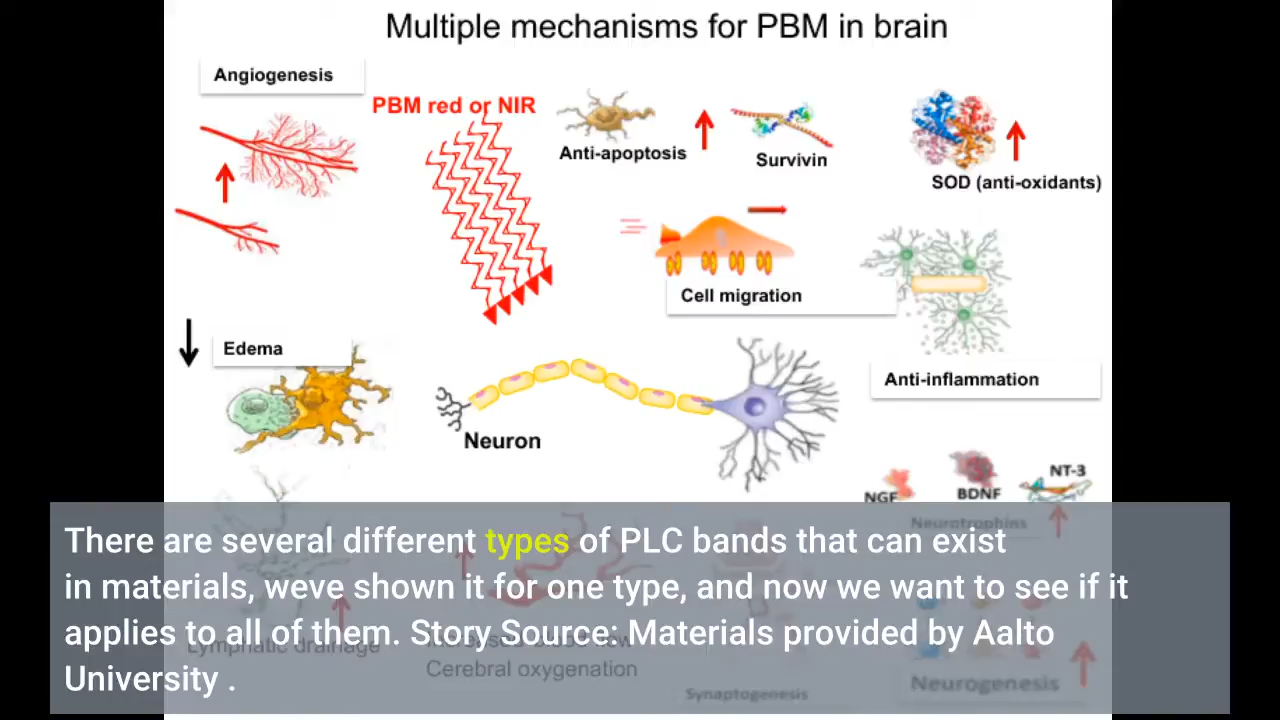 Multiple mechanisms for PBM in brain
Angiogenesis
PBM red or NIR
Anti-apoptosis
Survivin
SOD (anti-oxidants)
Cell migration
Edema
Anti-inflammation
Neuron
NGF
BDNF
NT-3
Neurotrophins
There are several different types of PLC bands that can exist
in materials, weve shown it for one type, and now we want to see if it
applies to all of them. Story Source: Materials provided by Aalto
University .
Lymphatic drainage
Cerebral oxygenation
Synaptogenesis
Neurogenesis